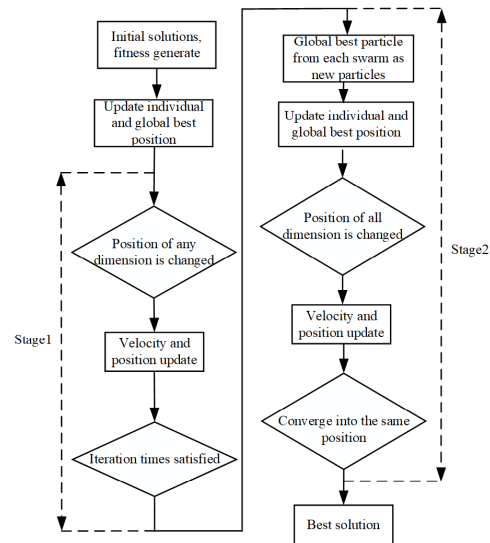 Initial solutions,
fitness generate
Update individual
and global best
position
Position of any
dimension is changed
Stage1
Velocity and
position update
Iteration times satisfied
Global best particle
from each swarm as
new particles
Update individual and
global best position
Position of all
dimension is changed
Stage2
Velocity and
position update
Converge into the same
position
Best solution